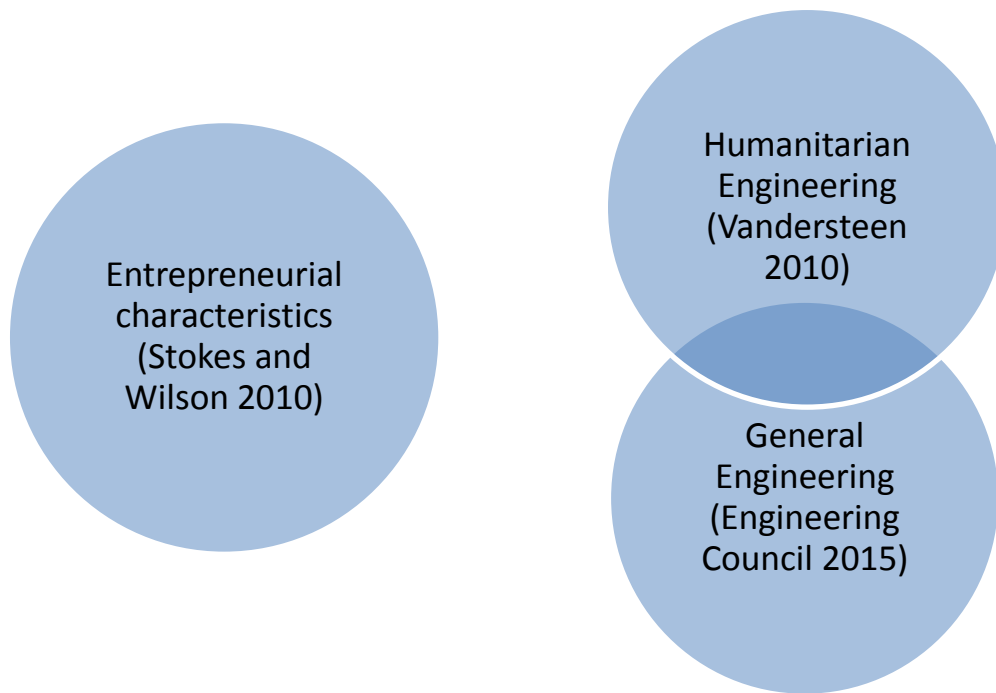 Entrepreneurial
characteristics
(Stokes and
Wilson 2010)
Humanitarian
Engineering
(Vandersteen
2010)
General
Engineering
(Engineering
Council 2015)